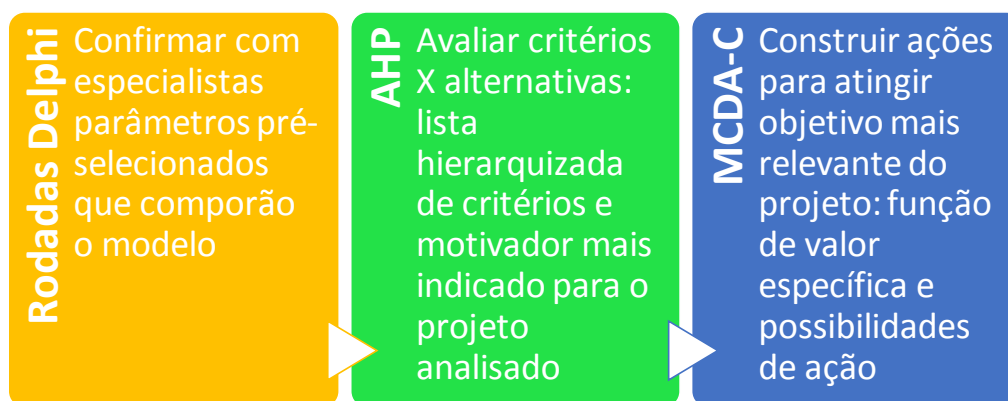 Rodadas Delphi
Confirmar com
especialistas
parâmetros pré-
selecionados
que comporão
o modelo
AHP
Avaliar critérios
X alternativas:
lista
hierarquizada
de critérios e
motivador mais
indicado para o
projeto
analisado
MCDA-C
Construir ações
para atingir
objetivo mais
relevante do
projeto: função
de valor
específica e
possibilidades
de ação